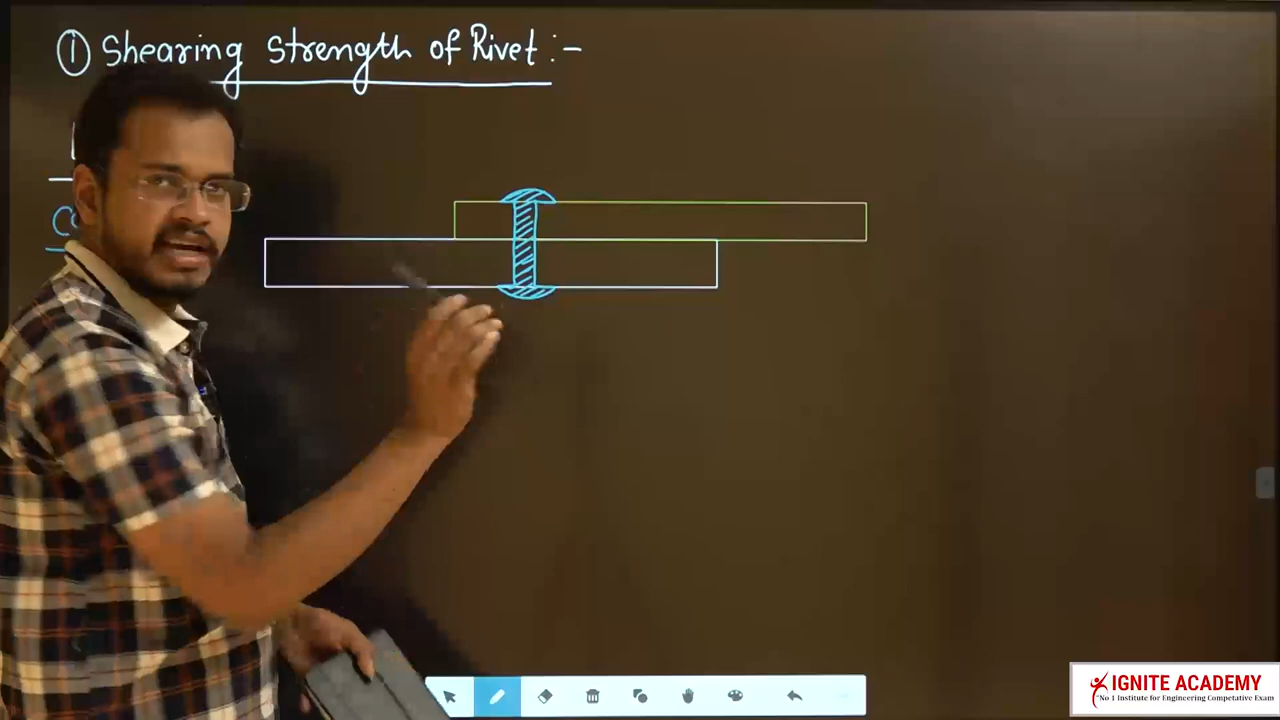 ① Shearing Strength of Rivet :-
IGNITE ACADEMY
"No 1 Institute for Engineering Competative Exam